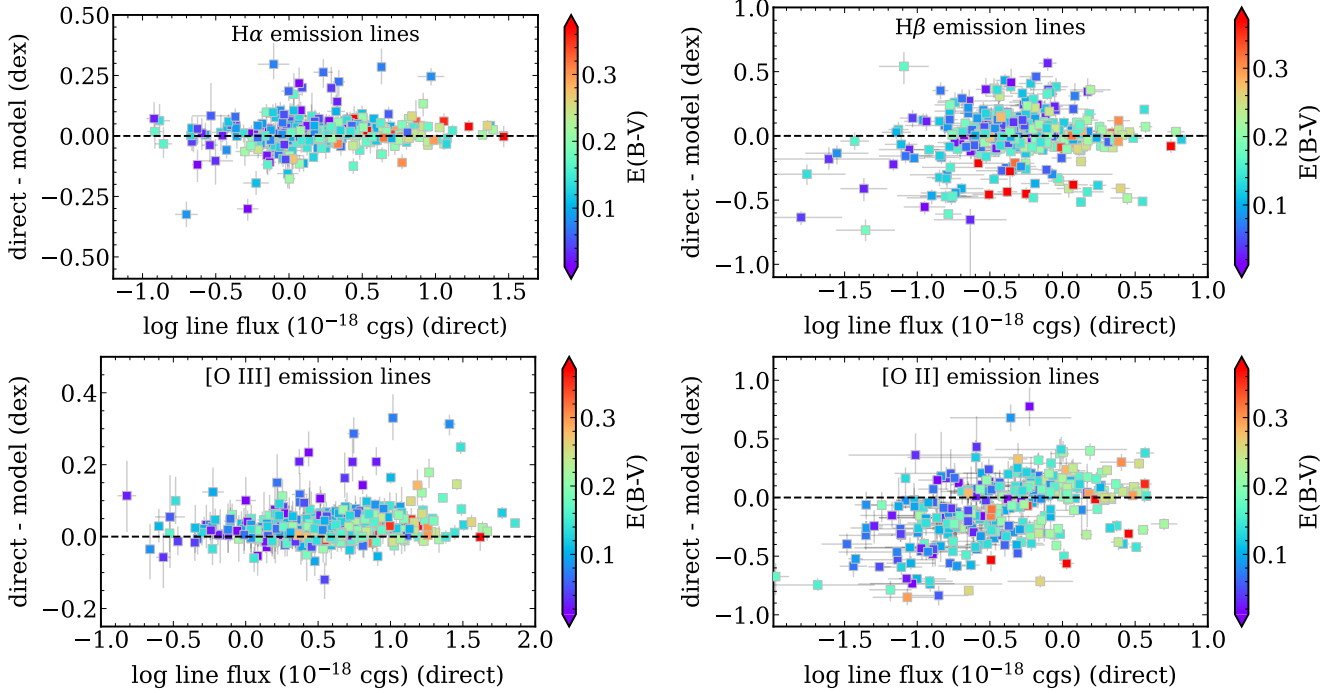 Hα emission lines
direct - model (dex)
0.50
0.25
0.00
−0.25
−0.50
−1.0 −0.5 0.0 0.5 1.0 1.5
log line flux (10⁻¹⁸ cgs) (direct)
0.3
0.2
0.1
E(B-V)
Hβ emission lines
direct - model (dex)
1.0
0.5
0.0
−0.5
−1.0
−1.5 −1.0 −0.5 0.0 0.5 1.0
log line flux (10⁻¹⁸ cgs) (direct)
0.3
0.2
0.1
E(B-V)
[O III] emission lines
direct - model (dex)
0.4
0.2
0.0
−0.2
−1.0 −0.5 0.0 0.5 1.0 1.5 2.0
log line flux (10⁻¹⁸ cgs) (direct)
0.3
0.2
0.1
E(B-V)
[O II] emission lines
direct - model (dex)
1.0
0.5
0.0
−0.5
−1.0
−1.5 −1.0 −0.5 0.0 0.5 1.0
log line flux (10⁻¹⁸ cgs) (direct)
0.3
0.2
0.1
E(B-V)